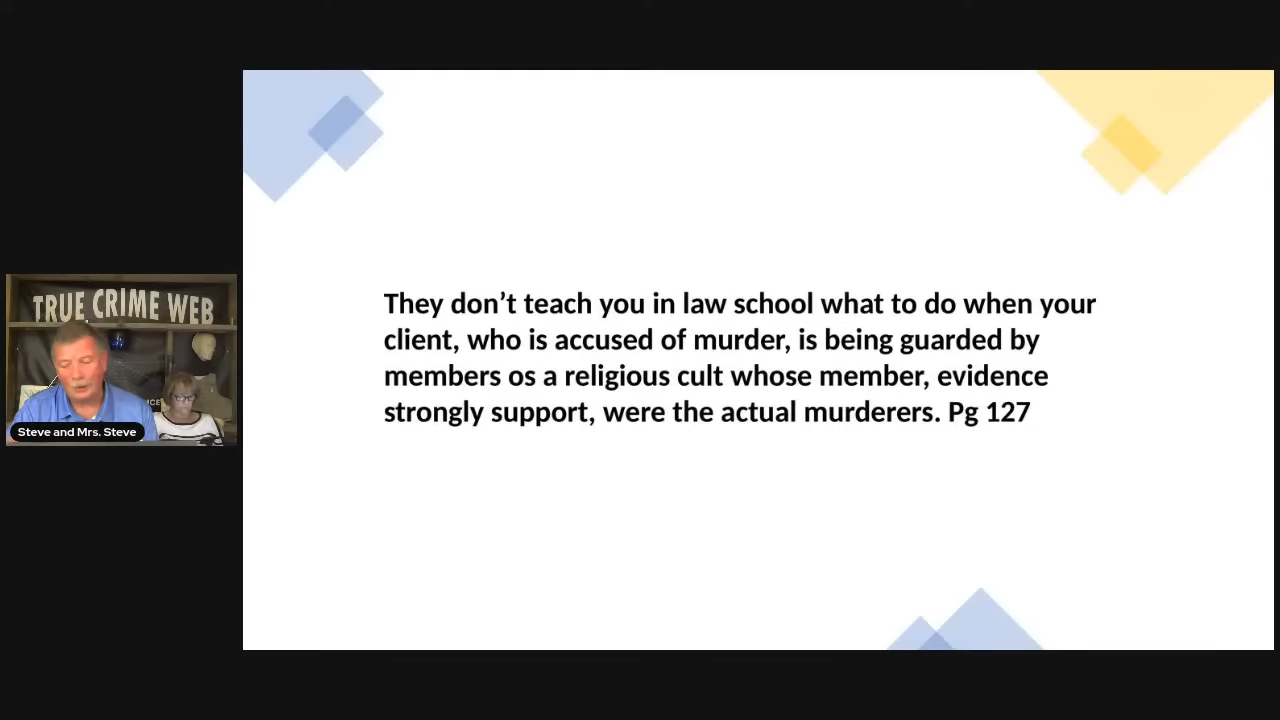 They don’t teach you in law school what to do when your
client, who is accused of murder, is being guarded by
members os a religious cult whose member, evidence
strongly support, were the actual murderers. Pg 127
TRUE CRIME WEB
Steve and Mrs. Steve